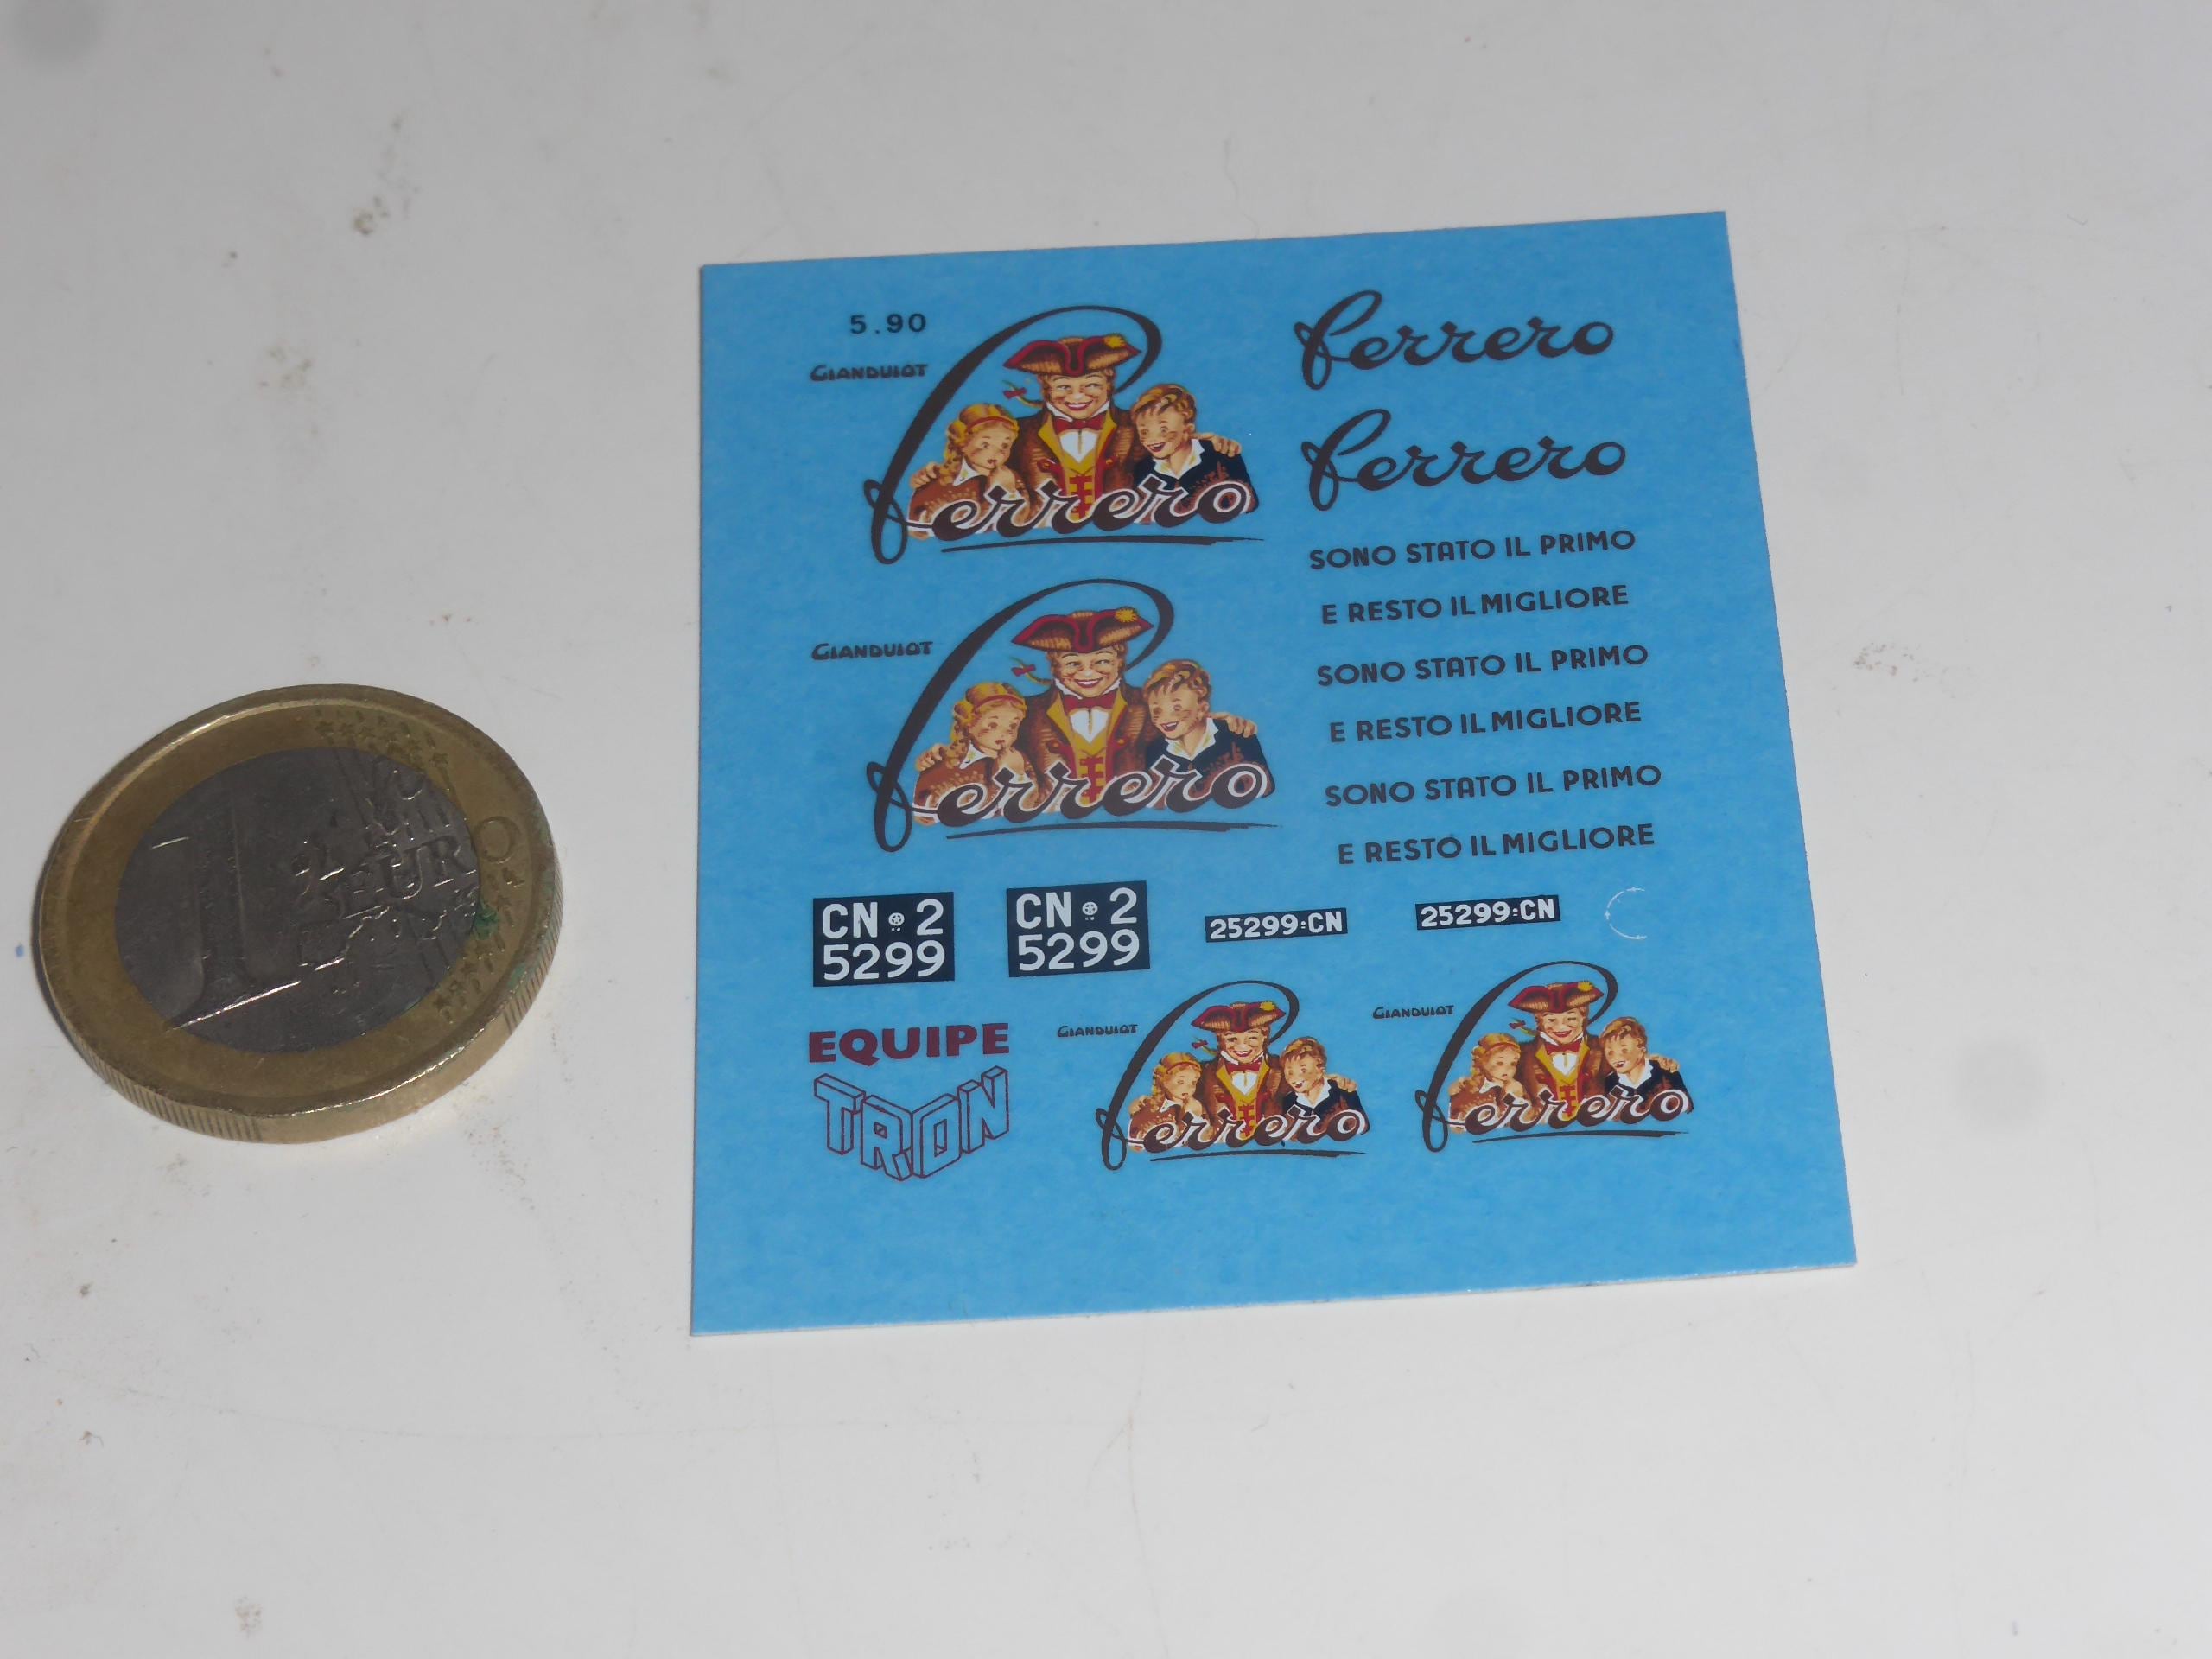 5.90
GIANDUIOT
Ferrero
Ferrero
Ferrero
SONO STATO IL PRIMO
E RESTO IL MIGLIORE
GIANDUIOT
Ferrero
SONO STATO IL PRIMO
E RESTO IL MIGLIORE
SONO STATO IL PRIMO
E RESTO IL MIGLIORE
CN 2
5299
CN 2
5299
25299:CN
25299:CN
EQUIPE
TRON
GIANDUIOT
Ferrero
GIANDUIOT
Ferrero
1
EURO